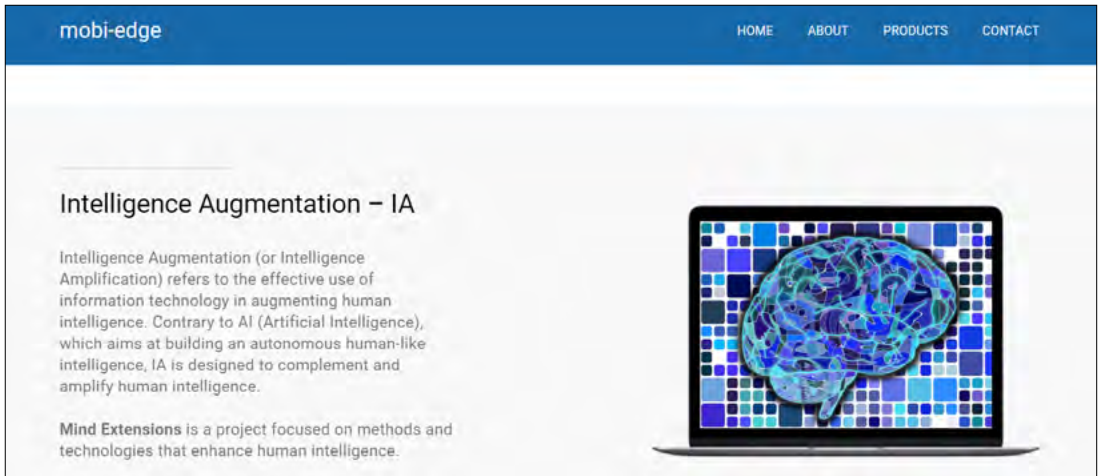 mobi-edge
HOME ABOUT PRODUCTS CONTACT
Intelligence Augmentation – IA
Intelligence Augmentation (or Intelligence
Amplification) refers to the effective use of
information technology in augmenting human
intelligence. Contrary to AI (Artificial Intelligence),
which aims at building an autonomous human-like
intelligence, IA is designed to complement and
amplify human intelligence.
Mind Extensions is a project focused on methods and
technologies that enhance human intelligence.